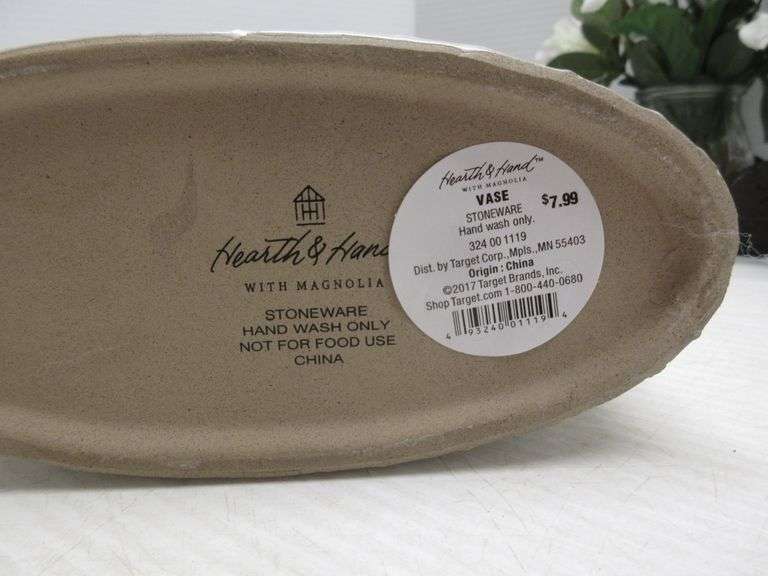 Hearth & Hand
WITH MAGNOLIA
STONEWARE
HAND WASH ONLY
NOT FOR FOOD USE
CHINA
Hearth & Hand™
WITH MAGNOLIA
VASE $7.99
STONEWARE
Hand wash only.
324 00 1119
Dist. by Target Corp., Mpls., MN 55403
Origin : China
©2017 Target Brands, Inc.
Shop Target.com 1-800-440-0680
4 93240 01119 4